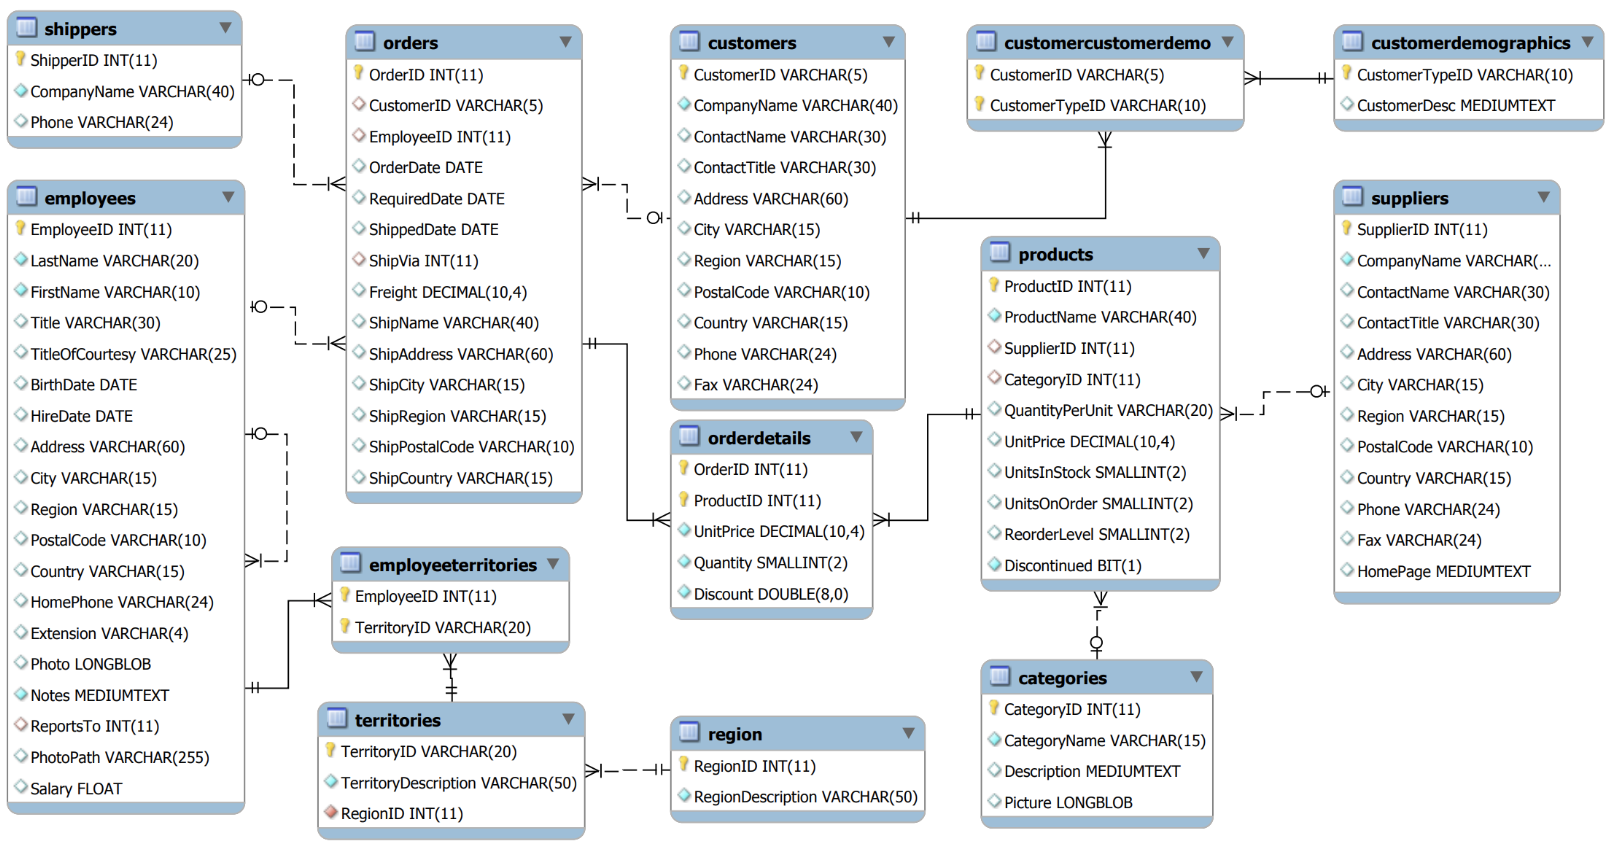 shippers
ShipperID INT(11)
CompanyName VARCHAR(40)
Phone VARCHAR(24)
employees
EmployeeID INT(11)
LastName VARCHAR(20)
FirstName VARCHAR(10)
Title VARCHAR(30)
TitleOfCourtesy VARCHAR(25)
BirthDate DATE
HireDate DATE
Address VARCHAR(60)
City VARCHAR(15)
Region VARCHAR(15)
PostalCode VARCHAR(10)
Country VARCHAR(15)
HomePhone VARCHAR(24)
Extension VARCHAR(4)
Photo LONGBLOB
Notes MEDIUMTEXT
ReportsTo INT(11)
PhotoPath VARCHAR(255)
Salary FLOAT
orders
OrderID INT(11)
CustomerID VARCHAR(5)
EmployeeID INT(11)
OrderDate DATE
RequiredDate DATE
ShippedDate DATE
ShipVia INT(11)
Freight DECIMAL(10,4)
ShipName VARCHAR(40)
ShipAddress VARCHAR(60)
ShipCity VARCHAR(15)
ShipRegion VARCHAR(15)
ShipPostalCode VARCHAR(10)
ShipCountry VARCHAR(15)
employeeterritories
EmployeeID INT(11)
TerritoryID VARCHAR(20)
territories
TerritoryID VARCHAR(20)
TerritoryDescription VARCHAR(50)
RegionID INT(11)
customers
CustomerID VARCHAR(5)
CompanyName VARCHAR(40)
ContactName VARCHAR(30)
ContactTitle VARCHAR(30)
Address VARCHAR(60)
City VARCHAR(15)
Region VARCHAR(15)
PostalCode VARCHAR(10)
Country VARCHAR(15)
Phone VARCHAR(24)
Fax VARCHAR(24)
orderdetails
OrderID INT(11)
ProductID INT(11)
UnitPrice DECIMAL(10,4)
Quantity SMALLINT(2)
Discount DOUBLE(8,0)
region
RegionID INT(11)
RegionDescription VARCHAR(50)
customercustomerdemo
CustomerID VARCHAR(5)
CustomerTypeID VARCHAR(10)
products
ProductID INT(11)
ProductName VARCHAR(40)
SupplierID INT(11)
CategoryID INT(11)
QuantityPerUnit VARCHAR(20)
UnitPrice DECIMAL(10,4)
UnitsInStock SMALLINT(2)
UnitsOnOrder SMALLINT(2)
ReorderLevel SMALLINT(2)
Discontinued BIT(1)
categories
CategoryID INT(11)
CategoryName VARCHAR(15)
Description MEDIUMTEXT
Picture LONGBLOB
customerdemographics
CustomerTypeID VARCHAR(10)
CustomerDesc MEDIUMTEXT
suppliers
SupplierID INT(11)
CompanyName VARCHAR(...
ContactName VARCHAR(30)
ContactTitle VARCHAR(30)
Address VARCHAR(60)
City VARCHAR(15)
Region VARCHAR(15)
PostalCode VARCHAR(10)
Country VARCHAR(15)
Phone VARCHAR(24)
Fax VARCHAR(24)
HomePage MEDIUMTEXT